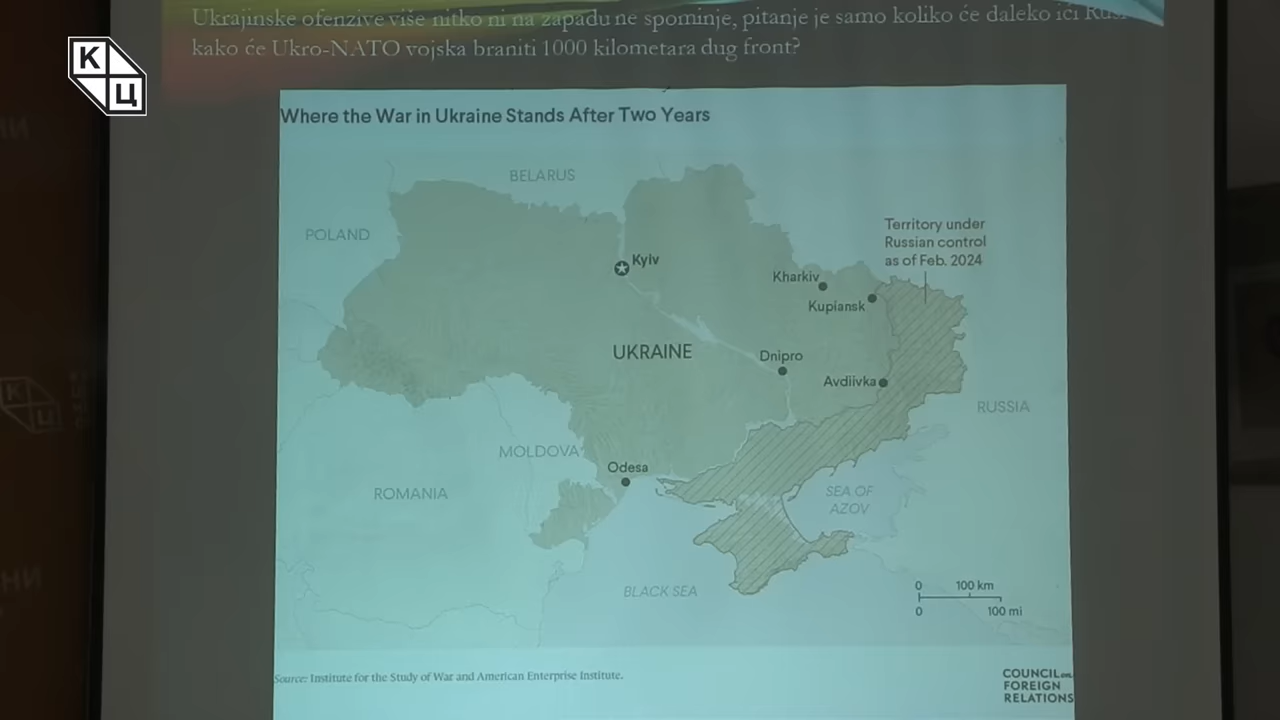 Ukrajinske ofenzive više nitko ni na zapadu ne spominje, pitanje je samo koliko će daleko ići
kako će Ukro-NATO vojska braniti 1000 kilometara dug front?
К
Ц
Where the War in Ukraine Stands After Two Years
BELARUS
POLAND
Territory under
Russian control
as of Feb. 2024
Kyiv
Kharkiv
Kupiansk
UKRAINE
Dnipro
Avdiivka
RUSSIA
MOLDOVA
Odesa
ROMANIA
SEA OF
AZOV
BLACK SEA
0 100 km
0 100 mi
Source: Institute for the Study of War and American Enterprise Institute.
COUNCIL on
FOREIGN
RELATIONS
К
Ц
НИ